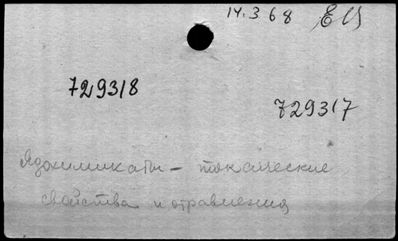 14.3 68
729318
729317
Ядохимикаты – токсические
свойства и отравления